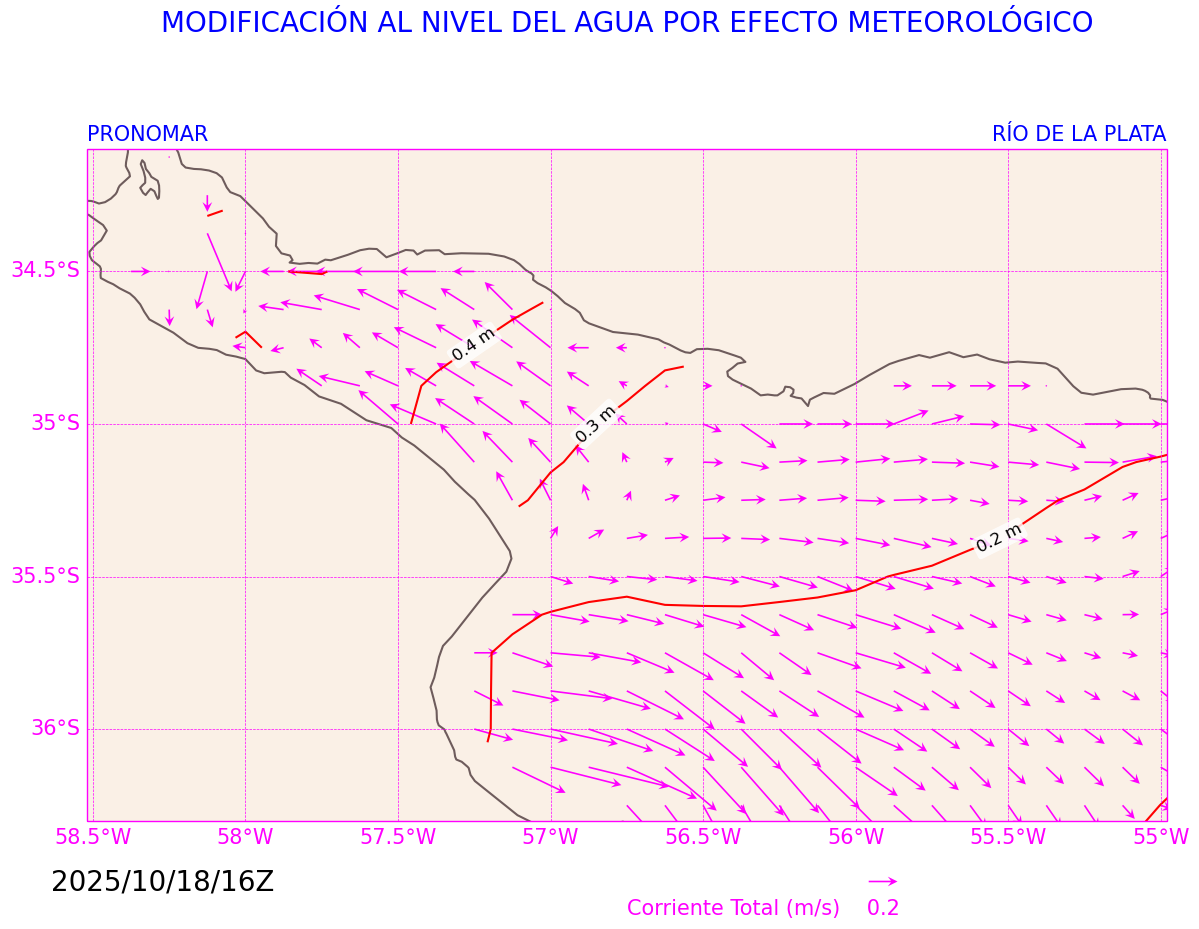 MODIFICACIÓN AL NIVEL DEL AGUA POR EFECTO METEOROLÓGICO
PRONOMAR
RÍO DE LA PLATA
34.5°S
0.4 m
0.3 m
35°S
0.2 m
35.5°S
36°S
58.5°W
58°W
57.5°W
57°W
56.5°W
56°W
55.5°W
55°W
2025/10/18/16Z
Corriente Total (m/s)
0.2